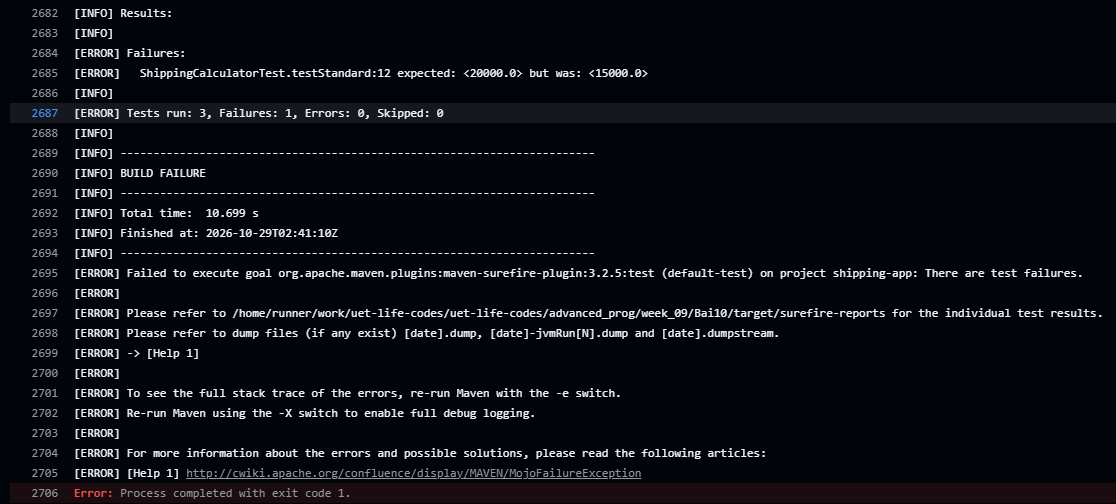 2682 [INFO] Results:
2683 [INFO]
2684 [ERROR] Failures:
2685 [ERROR]   ShippingCalculatorTest.testStandard:12 expected: <20000.0> but was: <15000.0>
2686 [INFO]
2687 [ERROR] Tests run: 3, Failures: 1, Errors: 0, Skipped: 0
2688 [INFO]
2689 [INFO] ------------------------------------------------------------------------
2690 [INFO] BUILD FAILURE
2691 [INFO] ------------------------------------------------------------------------
2692 [INFO] Total time:  10.699 s
2693 [INFO] Finished at: 2026-10-29T02:41:10Z
2694 [INFO] ------------------------------------------------------------------------
2695 [ERROR] Failed to execute goal org.apache.maven.plugins:maven-surefire-plugin:3.2.5:test (default-test) on project shipping-app: There are test failures.
2696 [ERROR]
2697 [ERROR] Please refer to /home/runner/work/uet-life-codes/uet-life-codes/advanced_prog/week_09/Bai10/target/surefire-reports for the individual test results.
2698 [ERROR] Please refer to dump files (if any exist) [date].dump, [date]-jvmRun[N].dump and [date].dumpstream.
2699 [ERROR] -> [Help 1]
2700 [ERROR]
2701 [ERROR] To see the full stack trace of the errors, re-run Maven with the -e switch.
2702 [ERROR] Re-run Maven using the -X switch to enable full debug logging.
2703 [ERROR]
2704 [ERROR] For more information about the errors and possible solutions, please read the following articles:
2705 [ERROR] [Help 1] http://cwiki.apache.org/confluence/display/MAVEN/MojoFailureException
2706 Error: Process completed with exit code 1.